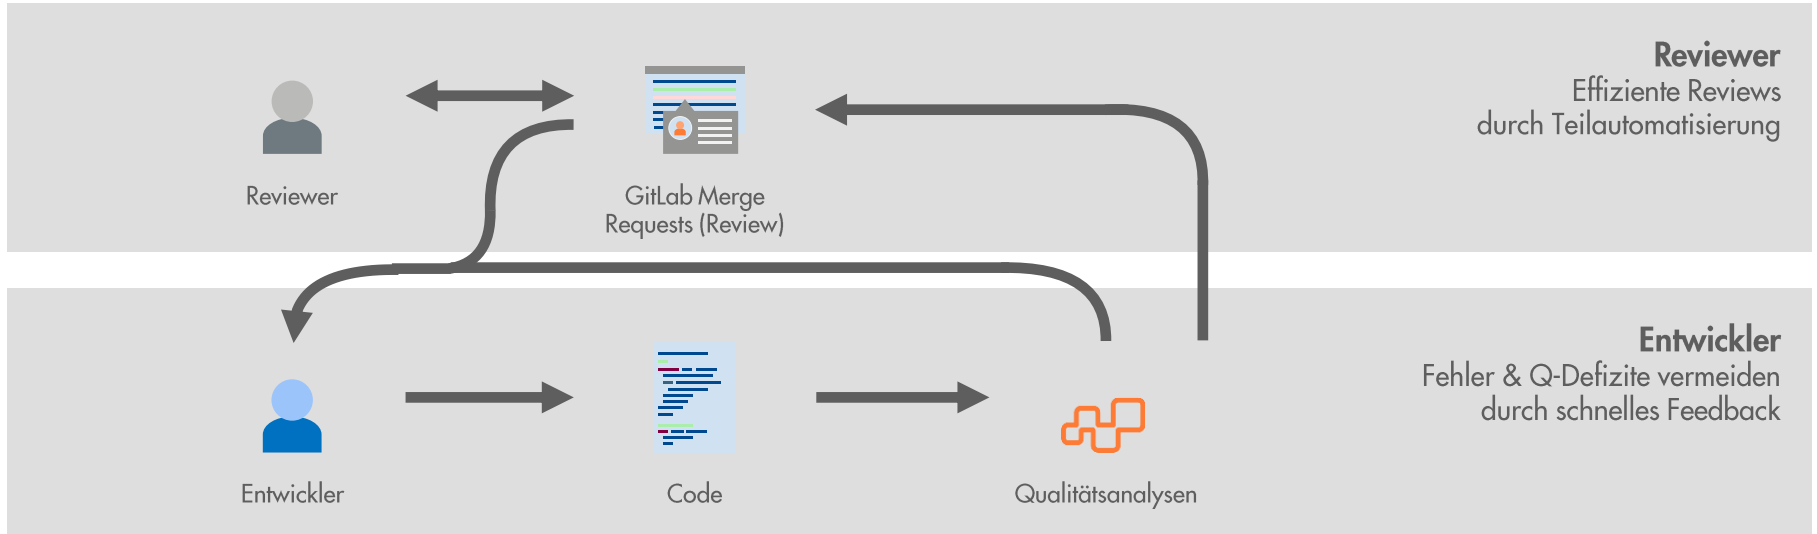 Reviewer
Effiziente Reviews
durch Teilautomatisierung
Reviewer
GitLab Merge
Requests (Review)
Entwickler
Fehler & Q-Defizite vermeiden
durch schnelles Feedback
Entwickler
Code
Qualitätsanalysen